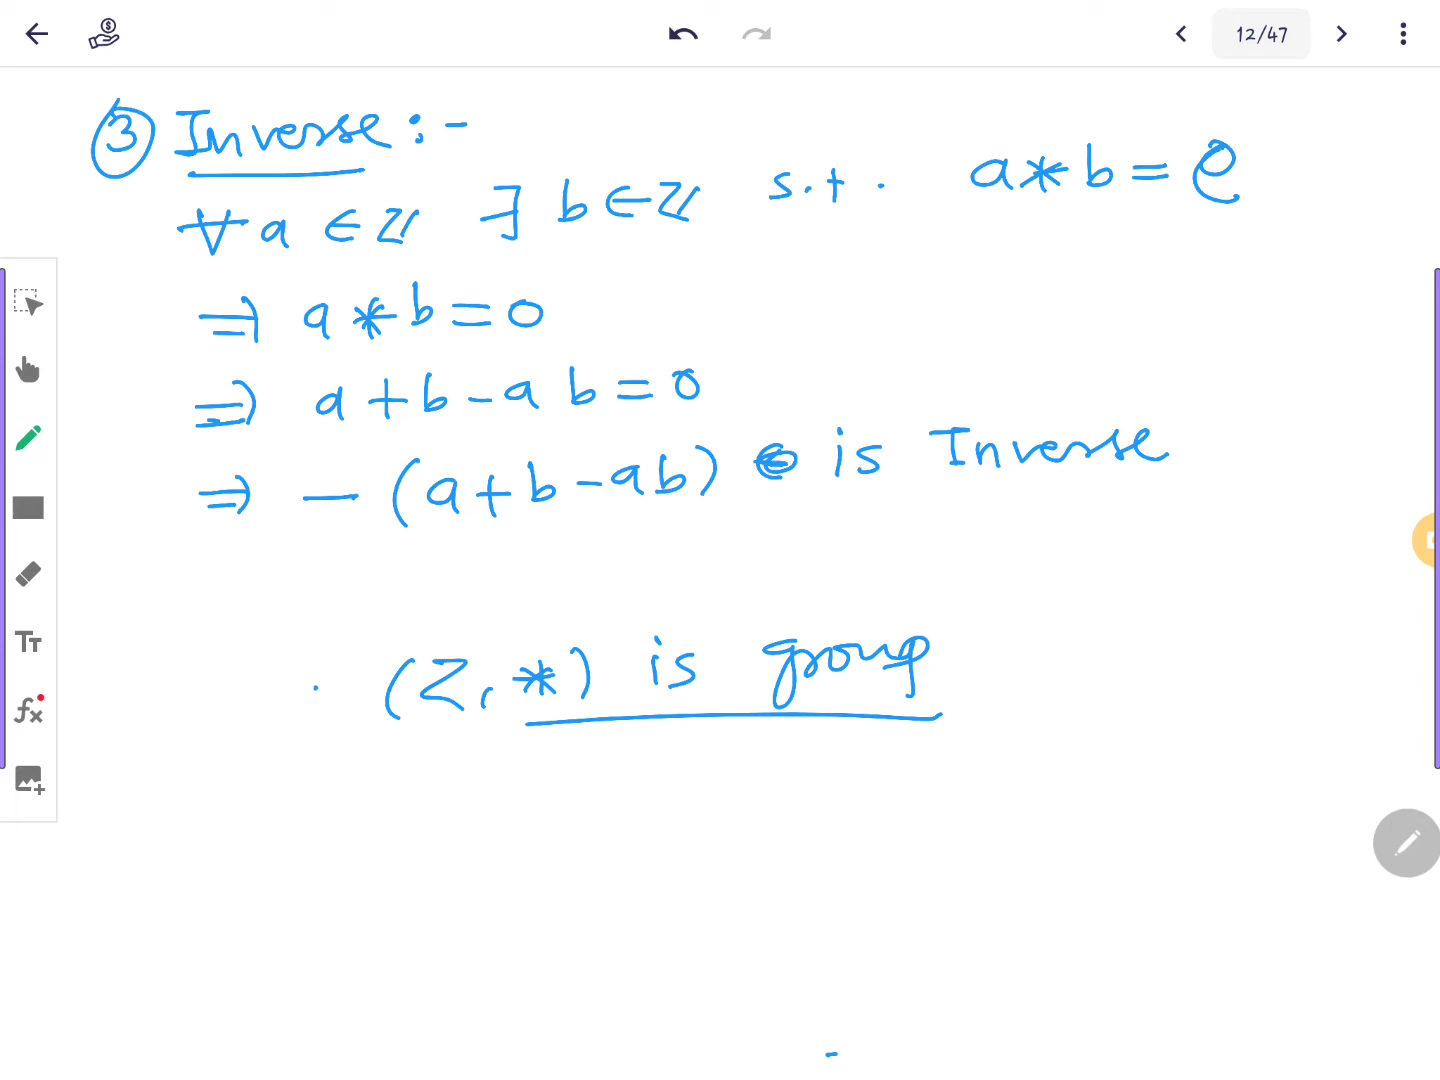 12/47
③ Inverse :-
∀ a ∈ ℤ ∃ b ∈ ℤ s.t. a * b = e
⇒ a * b = 0
⇒ a + b - a b = 0
⇒ - (a + b - ab) is Inverse
(Z, *) is group